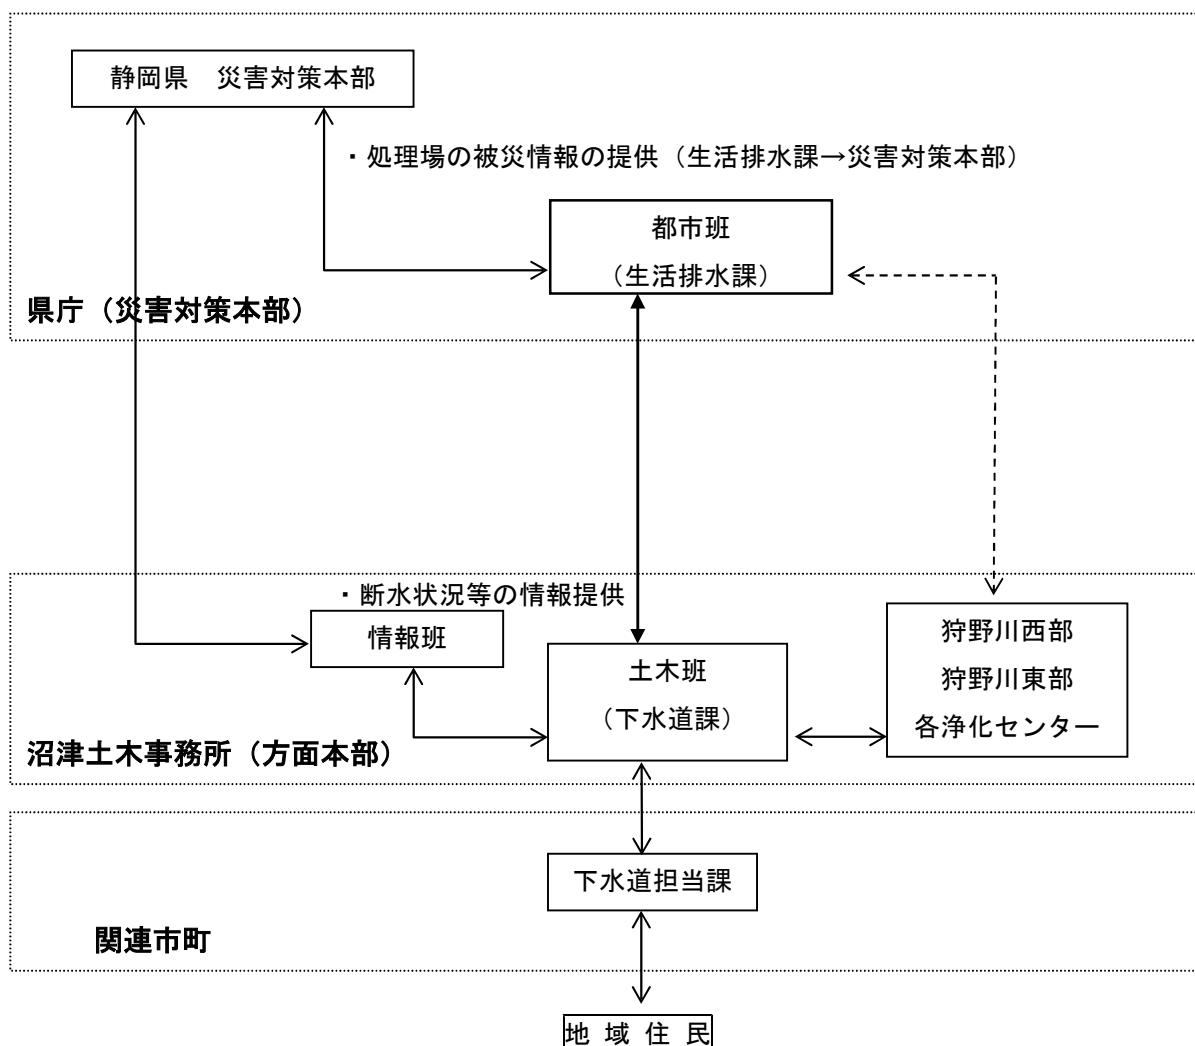 静岡県　災害対策本部
・処理場の被災情報の提供（生活排水課→災害対策本部）
都市班
（生活排水課）
県庁（災害対策本部）
・断水状況等の情報提供
情報班
土木班
（下水道課）
狩野川西部
狩野川東部
各浄化センター
沼津土木事務所（方面本部）
下水道担当課
関連市町
地 域 住 民